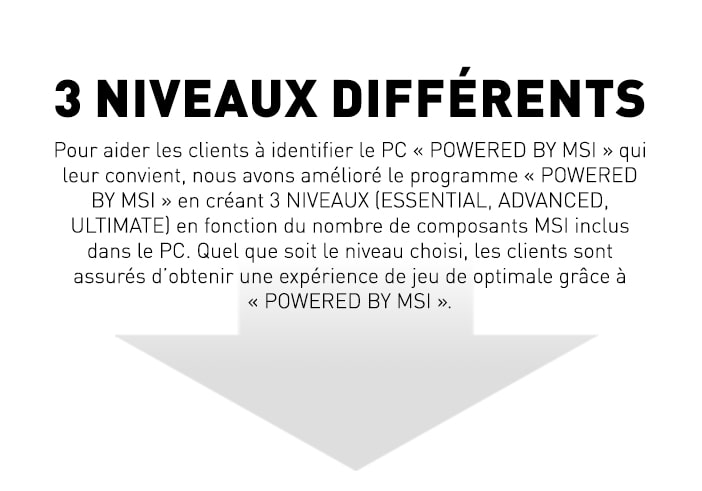 3 NIVEAUX DIFFÉRENTS
Pour aider les clients à identifier le PC « POWERED BY MSI » qui
leur convient, nous avons amélioré le programme « POWERED
BY MSI » en créant 3 NIVEAUX (ESSENTIAL, ADVANCED,
ULTIMATE) en fonction du nombre de composants MSI inclus
dans le PC. Quel que soit le niveau choisi, les clients sont
assurés d'obtenir une expérience de jeu de optimale grâce à
« POWERED BY MSI ».